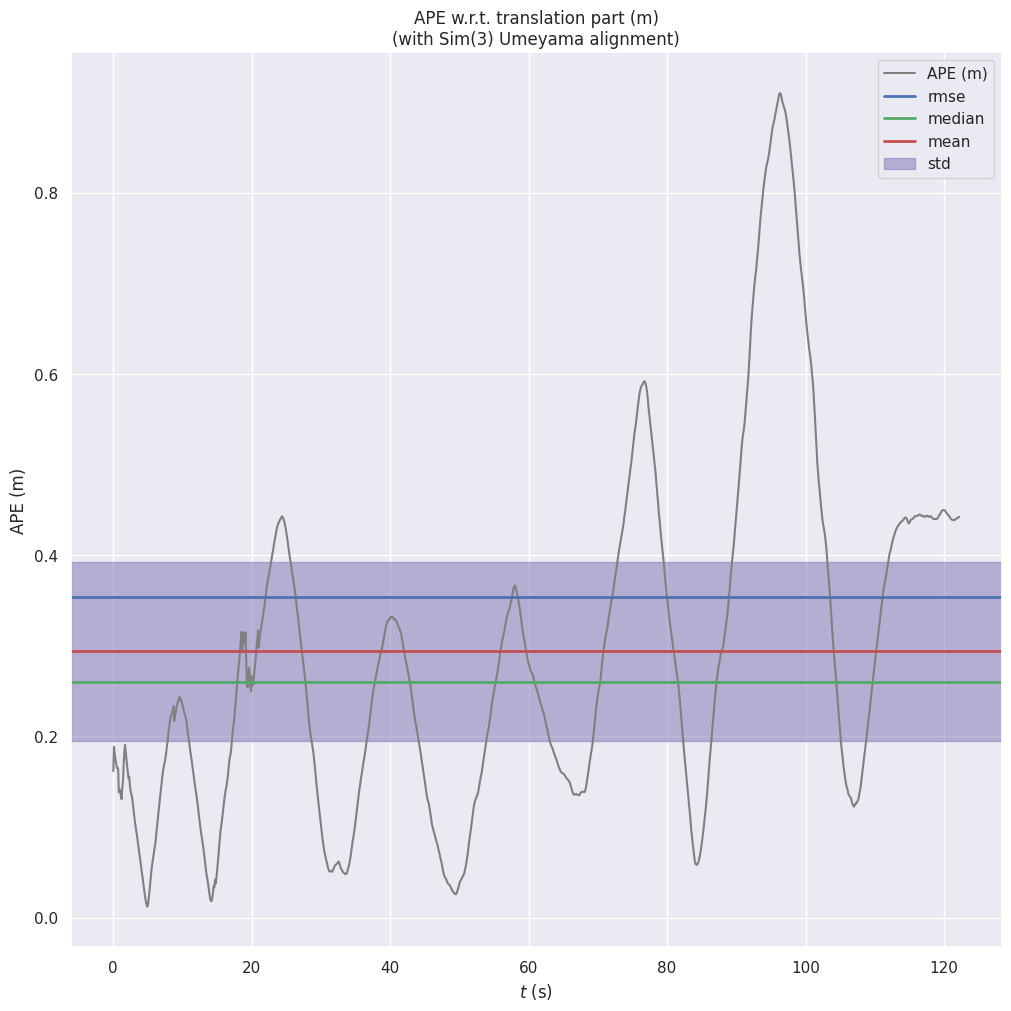 APE w.r.t. translation part (m)
(with Sim(3) Umeyama alignment)
APE (m)
rmse
median
mean
std
APE (m)
0.8
0.6
0.4
0.2
0.0
0 20 40 60 80 100 120
t (s)